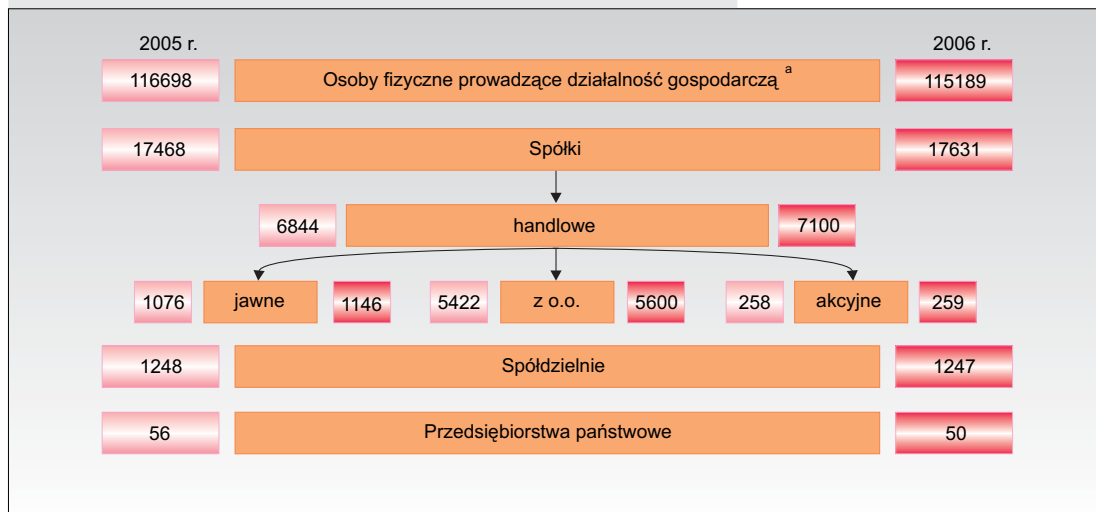 2005 r. 2006 r.
116698 Osoby fizyczne prowadzące działalność gospodarczą a 115189
17468 Spółki 17631
6844 handlowe 7100
1076 jawne 1146 5422 z o.o. 5600 258 akcyjne 259
1248 Spółdzielnie 1247
56 Przedsiębiorstwa państwowe 50